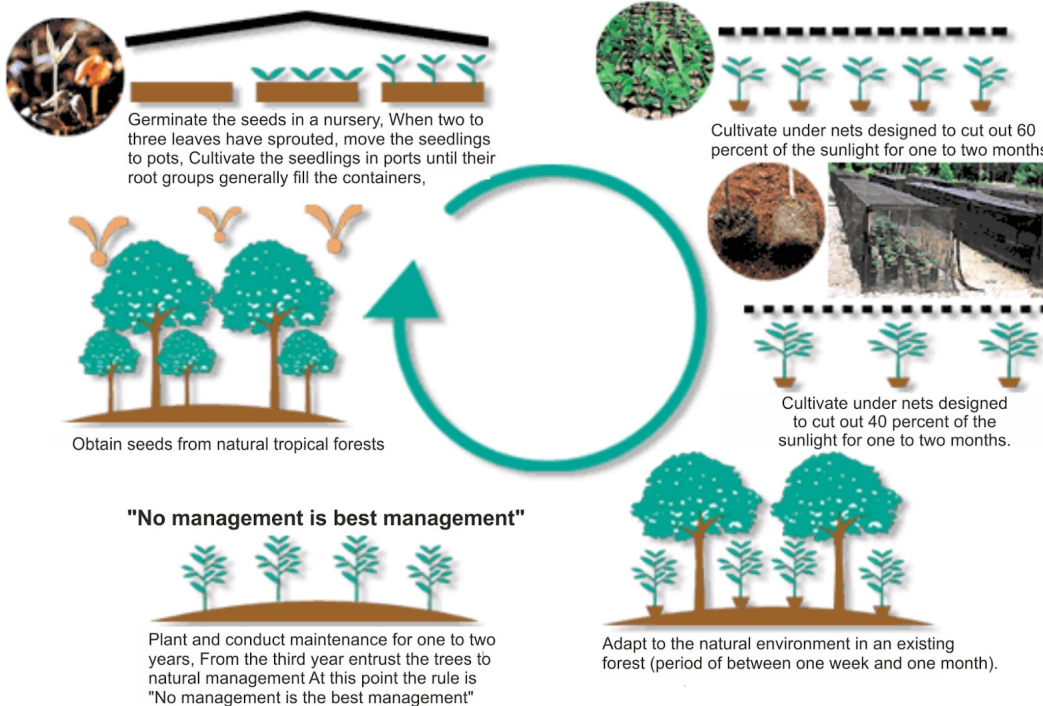 Germinate the seeds in a nursery, When two to
three leaves have sprouted, move the seedlings
to pots, Cultivate the seedlings in ports until their
root groups generally fill the containers,
Cultivate under nets designed to cut out 60
percent of the sunlight for one to two months
Cultivate under nets designed
to cut out 40 percent of the
sunlight for one to two months.
Adapt to the natural environment in an existing
forest (period of between one week and one month).
"No management is best management"
Plant and conduct maintenance for one to two
years, From the third year entrust the trees to
natural management At this point the rule is
"No management is the best management"
Obtain seeds from natural tropical forests